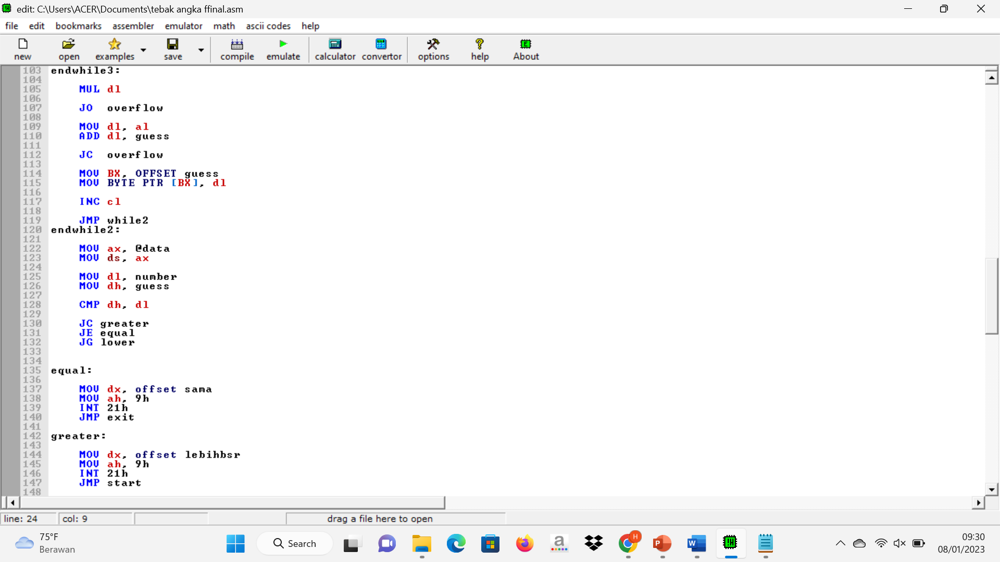 edit: C:\Users\ACER\Documents\tebak angka ffinal.asm
file edit bookmarks assembler emulator math ascii codes help
new open examples save compile emulate calculator convertor options help About
103 endwhile3:
104
105 MUL dl
106
107 JO overflow
108
109 MOV dl, al
110 ADD dl, guess
111
112 JC overflow
113
114 MOV BX, OFFSET guess
115 MOV BYTE PTR [BX], dl
116
117 INC cl
118
119 JMP while2
120 endwhile2:
121
122 MOV ax, @data
123 MOV ds, ax
124
125 MOV dl, number
126 MOV dh, guess
127
128 CMP dh, dl
129
130 JC greater
131 JE equal
132 JG lower
133
134
135 equal:
136
137 MOV dx, offset sama
138 MOV ah, 9h
139 INT 21h
140 JMP exit
141
142 greater:
143
144 MOV dx, offset lebihbsr
145 MOV ah, 9h
146 INT 21h
147 JMP start
148
line: 24 col: 9 drag a file here to open
75°F
Berawan
Search
09:30
08/01/2023